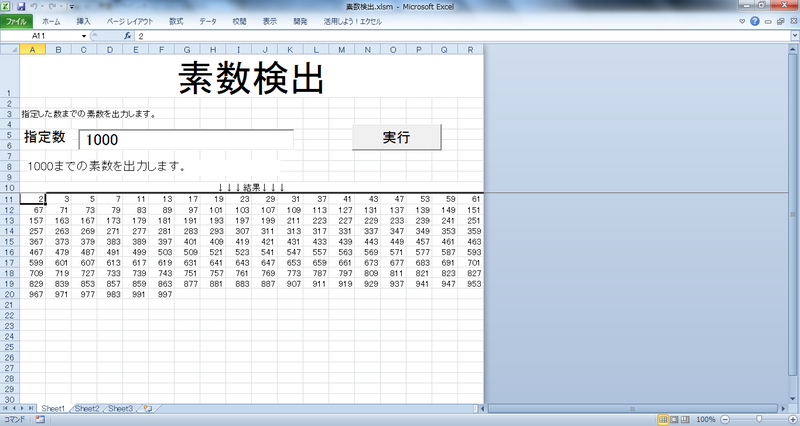 素数検出.xlsm - Microsoft Excel
ファイル ホーム 挿入 ページ レイアウト 数式 データ 校閲 表示 開発 活用しよう！エクセル
A11 fx 2
A B C D E F G H I J K L M N O P Q R
1 素数検出
2
3 指定した数までの素数を出力します。
4
5 指定数 1000 実行
6
7
8 1000までの素数を出力します。
9
10 ↓↓↓結果↓↓↓
11 2 3 5 7 11 13 17 19 23 29 31 37 41 43 47 53 59 61
12 67 71 73 79 83 89 97 101 103 107 109 113 127 131 137 139 149 151
13 157 163 167 173 179 181 191 193 197 199 211 223 227 229 233 239 241 251
14 257 263 269 271 277 281 283 293 307 311 313 317 331 337 347 349 353 359
15 367 373 379 383 389 397 401 409 419 421 431 433 439 443 449 457 461 463
16 467 479 487 491 499 503 509 521 523 541 547 557 563 569 571 577 587 593
17 599 601 607 613 617 619 631 641 643 647 653 659 661 673 677 683 691 701
18 709 719 727 733 739 743 751 757 761 769 773 787 797 809 811 821 823 827
19 829 839 853 857 859 863 877 881 883 887 907 911 919 929 937 941 947 953
20 967 971 977 983 991 997
21
22
23
24
25
26
27
28
29
30
Sheet1 Sheet2 Sheet3
コマンド 100%